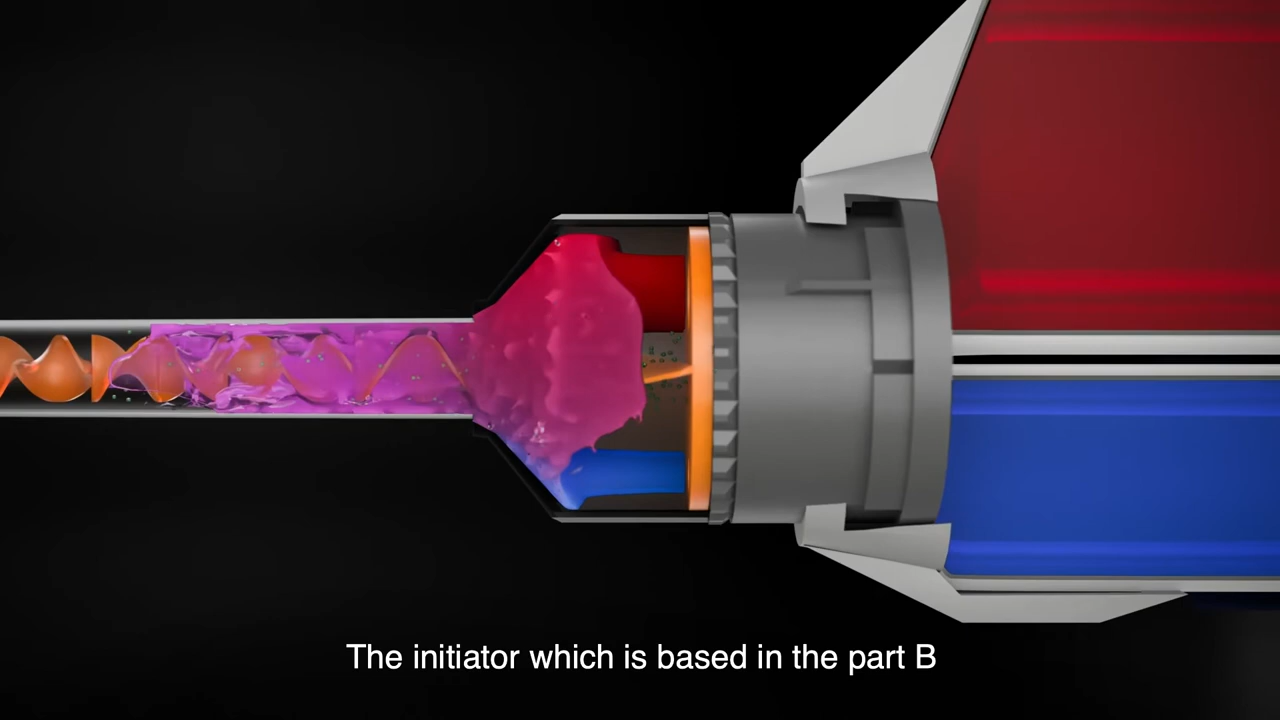 The initiator which is based in the part B